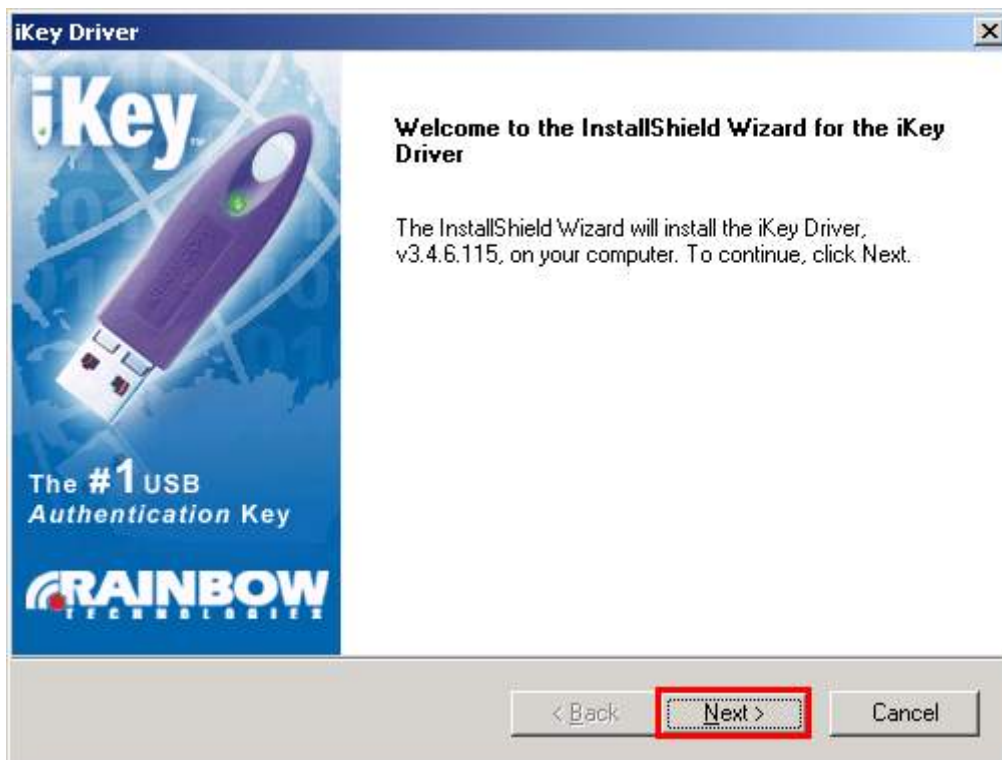 iKey Driver
iKey™
The #1 USB
Authentication Key
RAINBOW
TECHNOLOGIES
Welcome to the InstallShield Wizard for the iKey
Driver
The InstallShield Wizard will install the iKey Driver,
v3.4.6.115, on your computer. To continue, click Next.
< Back
Next >
Cancel